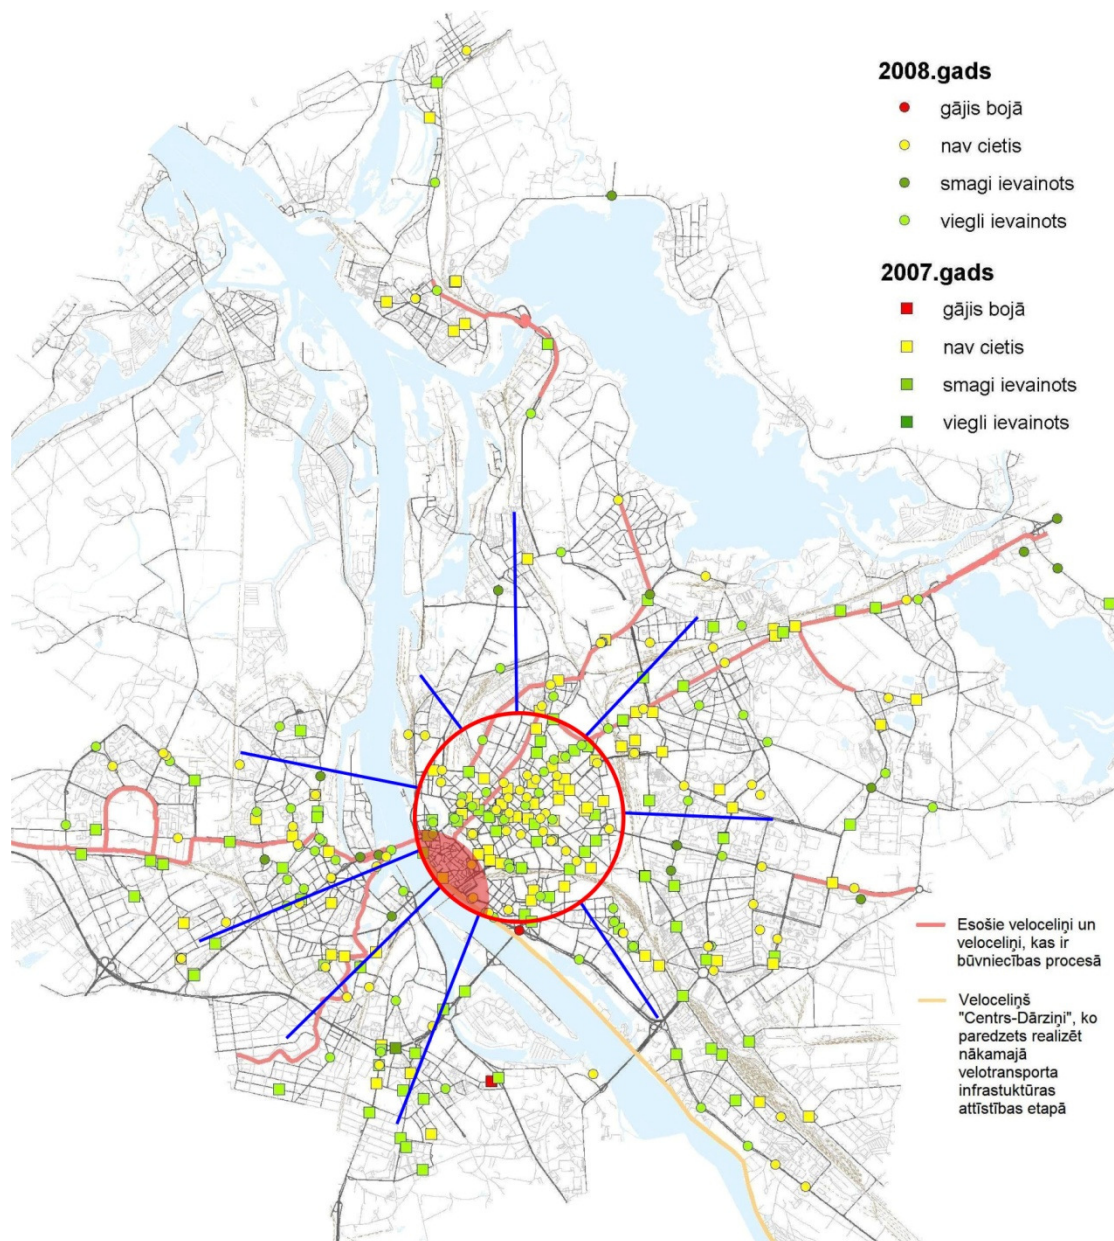 2008.gads
gājis bojā
nav cietis
smagi ievainots
viegli ievainots
2007.gads
gājis bojā
nav cietis
smagi ievainots
viegli ievainots
Esošie veloceliņi un
veloceliņi, kas ir
būvniecības procesā
Veloceliņš
"Centrs-Dārziņi", ko
paredzets realizēt
nākamajā
velotransporta
infrastuktūras
attīstības etapā